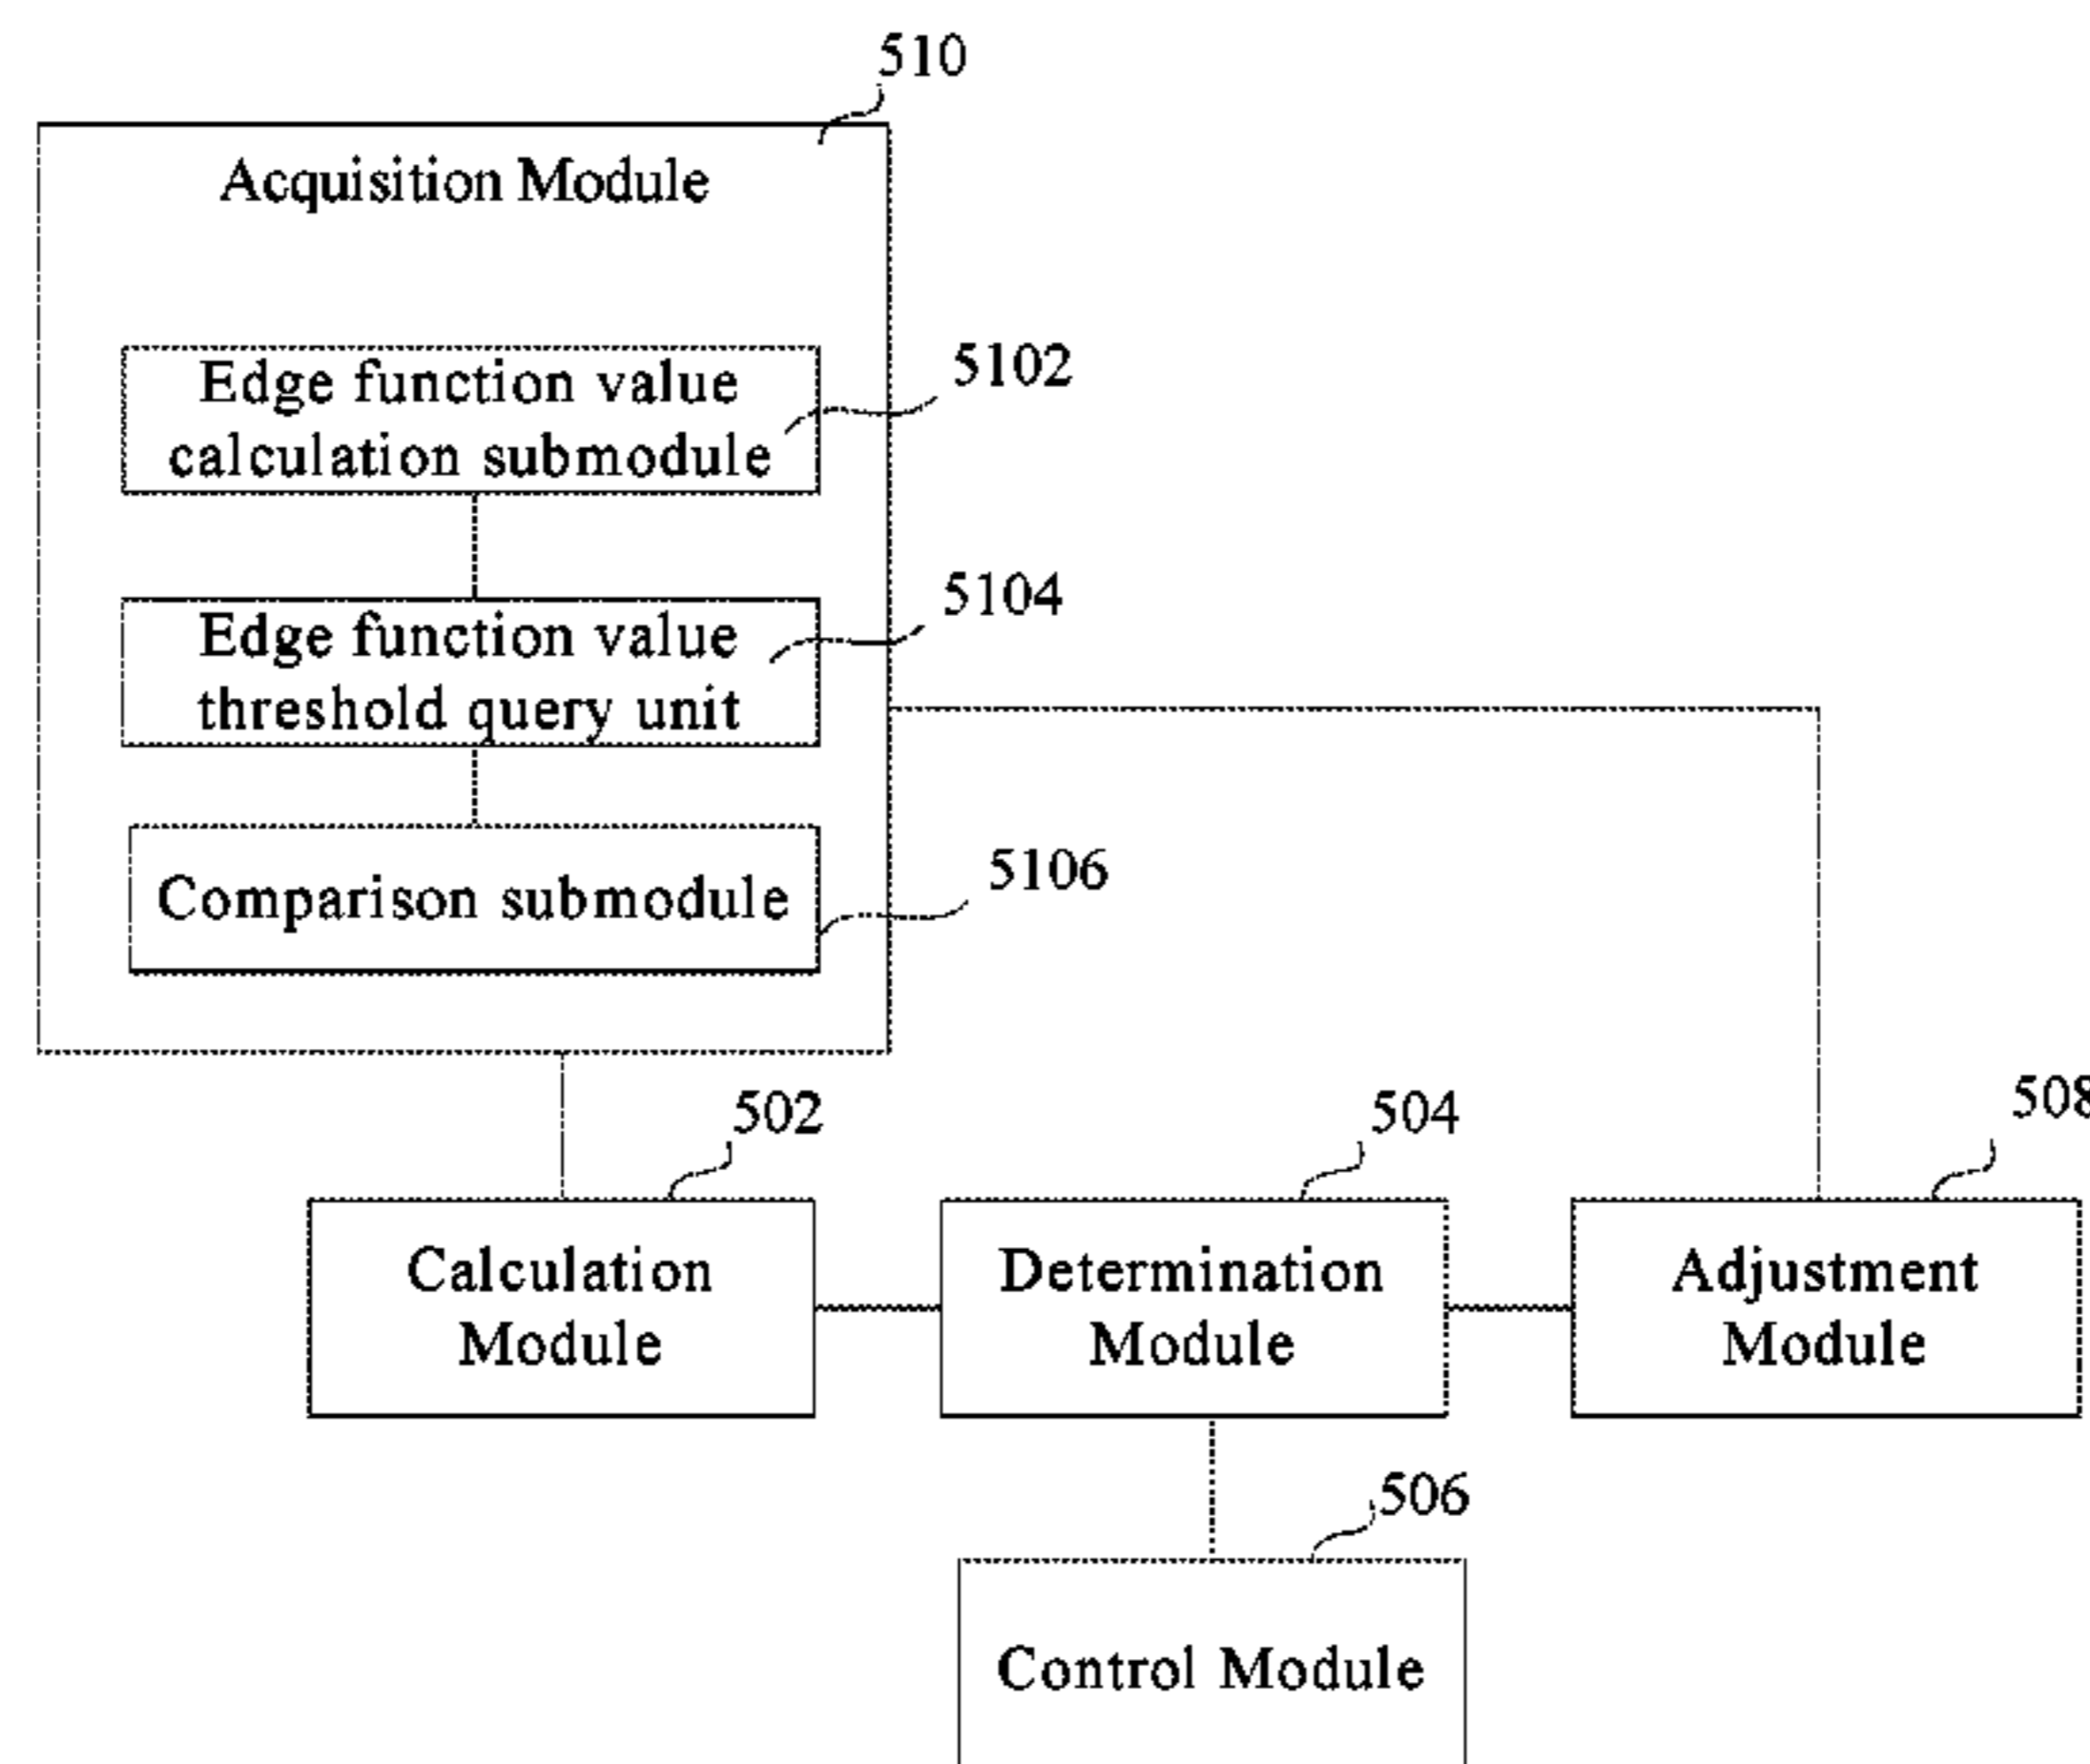 510
Acquisition Module
Edge function value
calculation submodule
5102
Edge function value
threshold query unit
5104
Comparison submodule
5106
502
504
508
Calculation
Module
Determination
Module
Adjustment
Module
506
Control Module